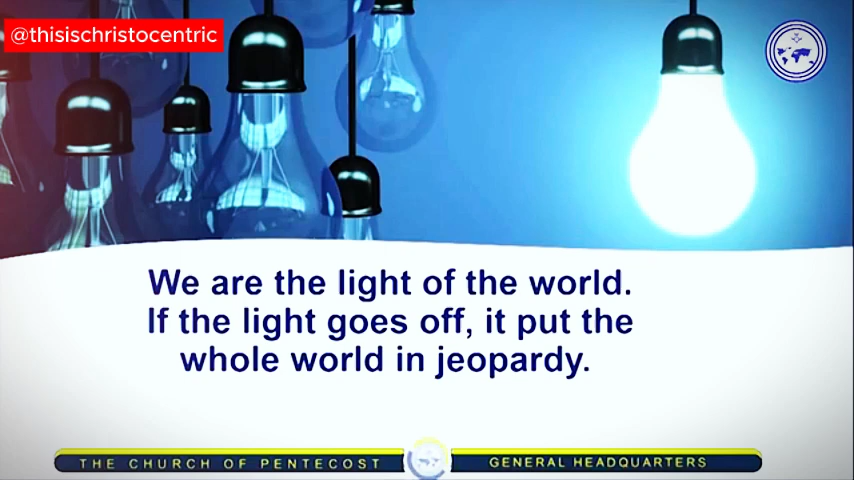 @thisischristocentric
We are the light of the world.
If the light goes off, it put the
whole world in jeopardy.
THE CHURCH OF PENTECOST GENERAL HEADQUARTERS